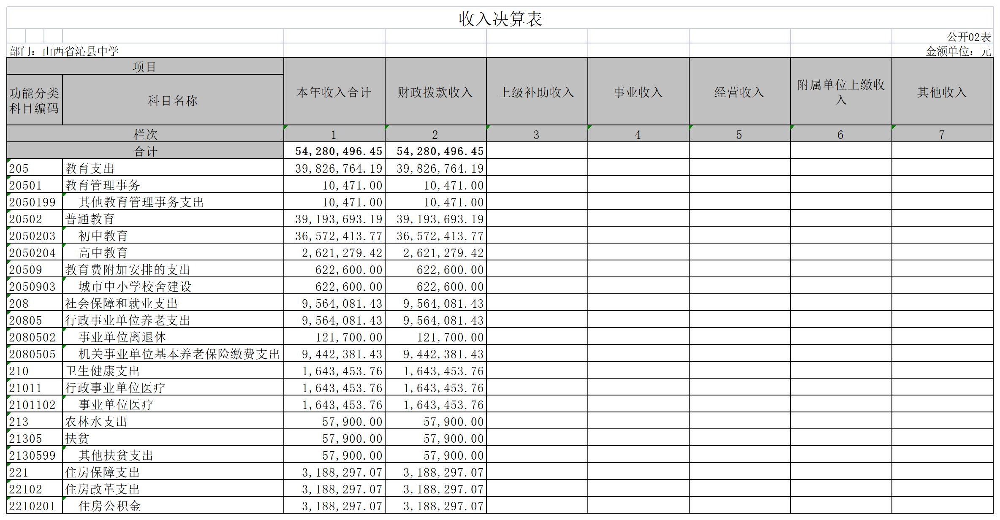 收入决算表
公开02表
部门：山西省沁县中学 金额单位：元
项目 本年收入合计 财政拨款收入 上级补助收入 事业收入 经营收入 附属单位上缴收入 其他收入
功能分类科目编码 科目名称
栏次 1 2 3 4 5 6 7
合计 54,280,496.45 54,280,496.45
205 教育支出 39,826,764.19 39,826,764.19
20501 教育管理事务 10,471.00 10,471.00
2050199 其他教育管理事务支出 10,471.00 10,471.00
20502 普通教育 39,193,693.19 39,193,693.19
2050203 初中教育 36,572,413.77 36,572,413.77
2050204 高中教育 2,621,279.42 2,621,279.42
20509 教育费附加安排的支出 622,600.00 622,600.00
2050903 城市中小学校舍建设 622,600.00 622,600.00
208 社会保障和就业支出 9,564,081.43 9,564,081.43
20805 行政事业单位养老支出 9,564,081.43 9,564,081.43
2080502 事业单位离退休 121,700.00 121,700.00
2080505 机关事业单位基本养老保险缴费支出 9,442,381.43 9,442,381.43
210 卫生健康支出 1,643,453.76 1,643,453.76
21011 行政事业单位医疗 1,643,453.76 1,643,453.76
2101102 事业单位医疗 1,643,453.76 1,643,453.76
213 农林水支出 57,900.00 57,900.00
21305 扶贫 57,900.00 57,900.00
2130599 其他扶贫支出 57,900.00 57,900.00
221 住房保障支出 3,188,297.07 3,188,297.07
22102 住房改革支出 3,188,297.07 3,188,297.07
2210201 住房公积金 3,188,297.07 3,188,297.07